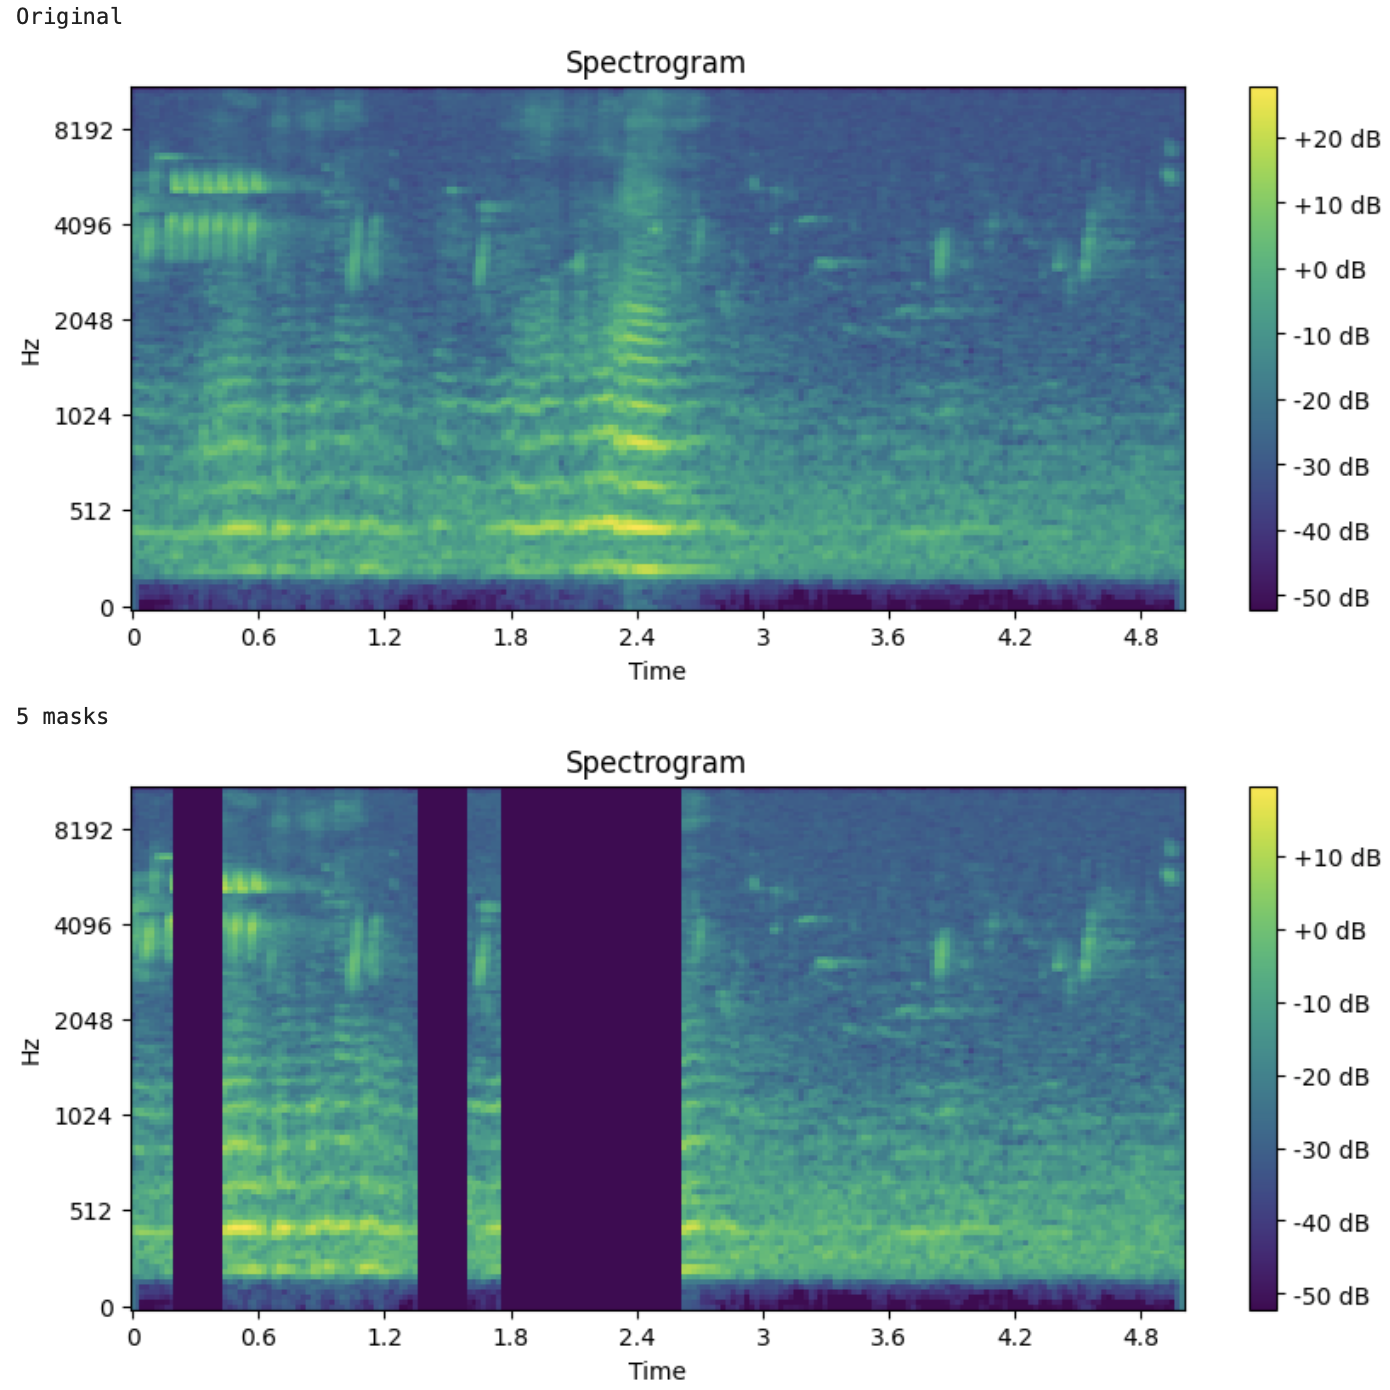 Original
Spectrogram
8192
4096
2048
1024
512
0
Hz
0 0.6 1.2 1.8 2.4 3 3.6 4.2 4.8
Time
+20 dB
+10 dB
+0 dB
-10 dB
-20 dB
-30 dB
-40 dB
-50 dB
5 masks
Spectrogram
8192
4096
2048
1024
512
0
Hz
0 0.6 1.2 1.8 2.4 3 3.6 4.2 4.8
Time
+10 dB
+0 dB
-10 dB
-20 dB
-30 dB
-40 dB
-50 dB